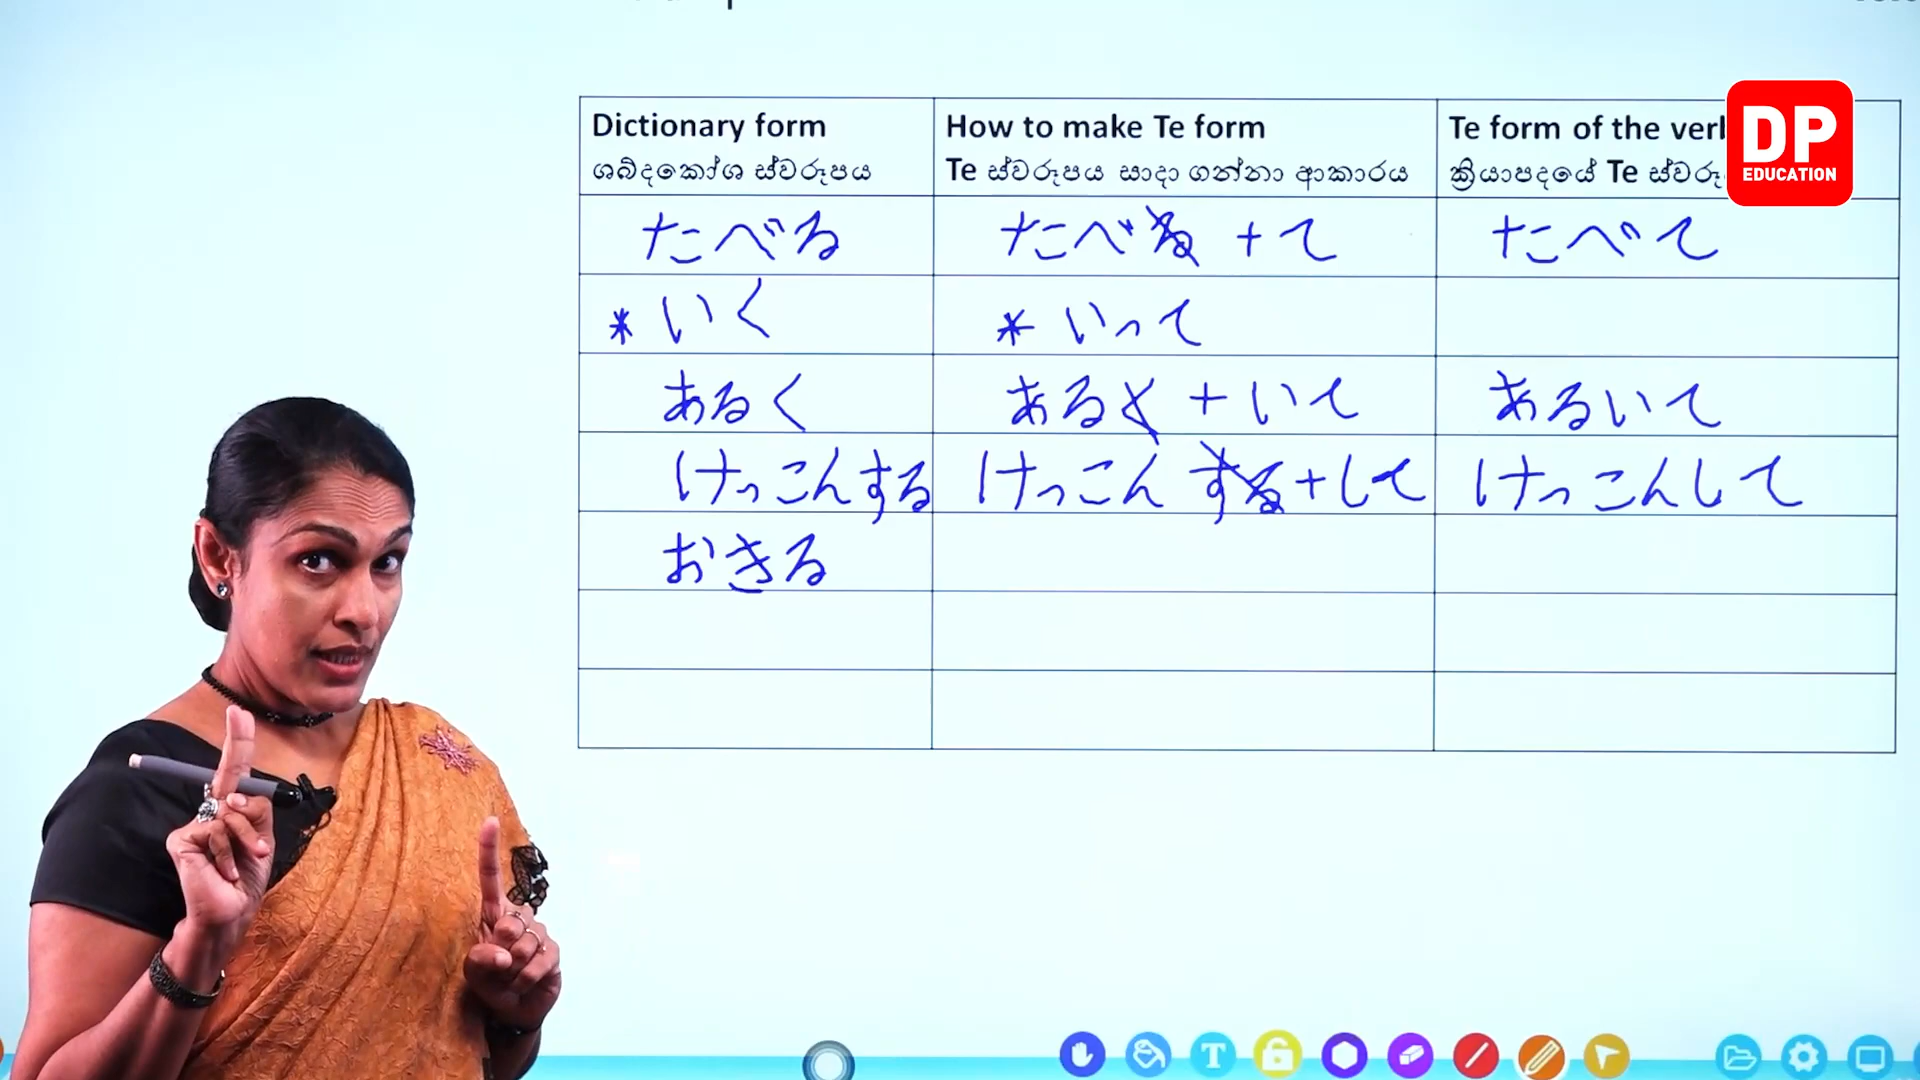 Dictionary form
ශබ්දකෝශ ස්වරූපය
How to make Te form
Te ස්වරූපය සාදා ගන්නා ආකාරය
Te form of the ver
ක්‍රියාපදයේ Te ස්වරූ
DP
EDUCATION
たべる たべる + て たべて
* いく * いって
あるく あるく + いて あるいて
けっこんする けっこん する + して けっこんして
おきる
T